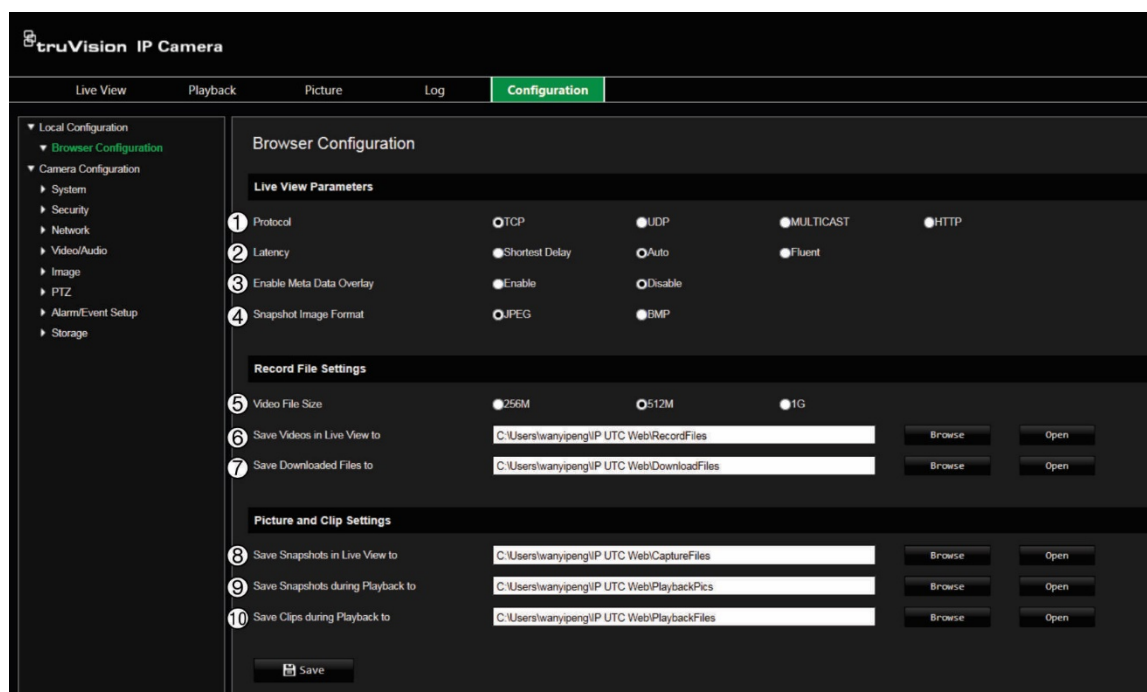 truVision IP Camera
Live View Playback Picture Log Configuration
Local Configuration
Browser Configuration
Camera Configuration
System
Security
Network
Video/Audio
Image
PTZ
Alarm/Event Setup
Storage
Browser Configuration
Live View Parameters
1 Protocol TCP UDP MULTICAST HTTP
2 Latency Shortest Delay Auto Fluent
3 Enable Meta Data Overlay Enable Disable
4 Snapshot Image Format JPEG BMP
Record File Settings
5 Video File Size 256M 512M 1G
6 Save Videos in Live View to C:\Users\wanyipeng\IP UTC Web\RecordFiles Browse Open
7 Save Downloaded Files to C:\Users\wanyipeng\IP UTC Web\DownloadFiles Browse Open
Picture and Clip Settings
8 Save Snapshots in Live View to C:\Users\wanyipeng\IP UTC Web\CaptureFiles Browse Open
9 Save Snapshots during Playback to C:\Users\wanyipeng\IP UTC Web\PlaybackPics Browse Open
10 Save Clips during Playback to C:\Users\wanyipeng\IP UTC Web\PlaybackFiles Browse Open
Save